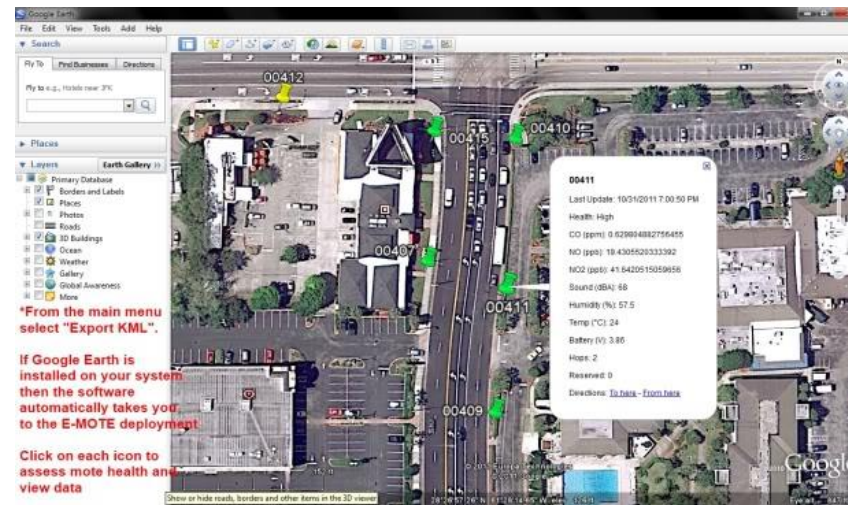 Google Earth
File Edit View Tools Add Help
Search
Fly To Find Businesses Directions
Fly to e.g., Hotels near JFK
Places
Layers Earth Gallery
Primary Database
Borders and Labels
Places
Photos
Roads
3D Buildings
Ocean
Weather
Gallery
Global Awareness
More
*From the main menu
select "Export KML".
If Google Earth is
installed on your system
then the software
automatically takes you
to the E-MOTE deployment
Click on each icon to
assess mote health and
view data
Show or hide roads, borders and other items in the 3D viewer
00412
00415
00410
00407
00411
00409
00411
Last Update: 10/31/2011 7:00:50 PM
Health: High
CO (ppm): 0.629804882756455
NO (ppb): 18.4305520333392
NO2 (ppb): 41.6420515059656
Sound (dBA): 68
Humidity (%): 57.5
Temp (°C): 24
Battery (V): 3.86
Hops: 2
Reserved: 0
Directions: To here - From here
Google